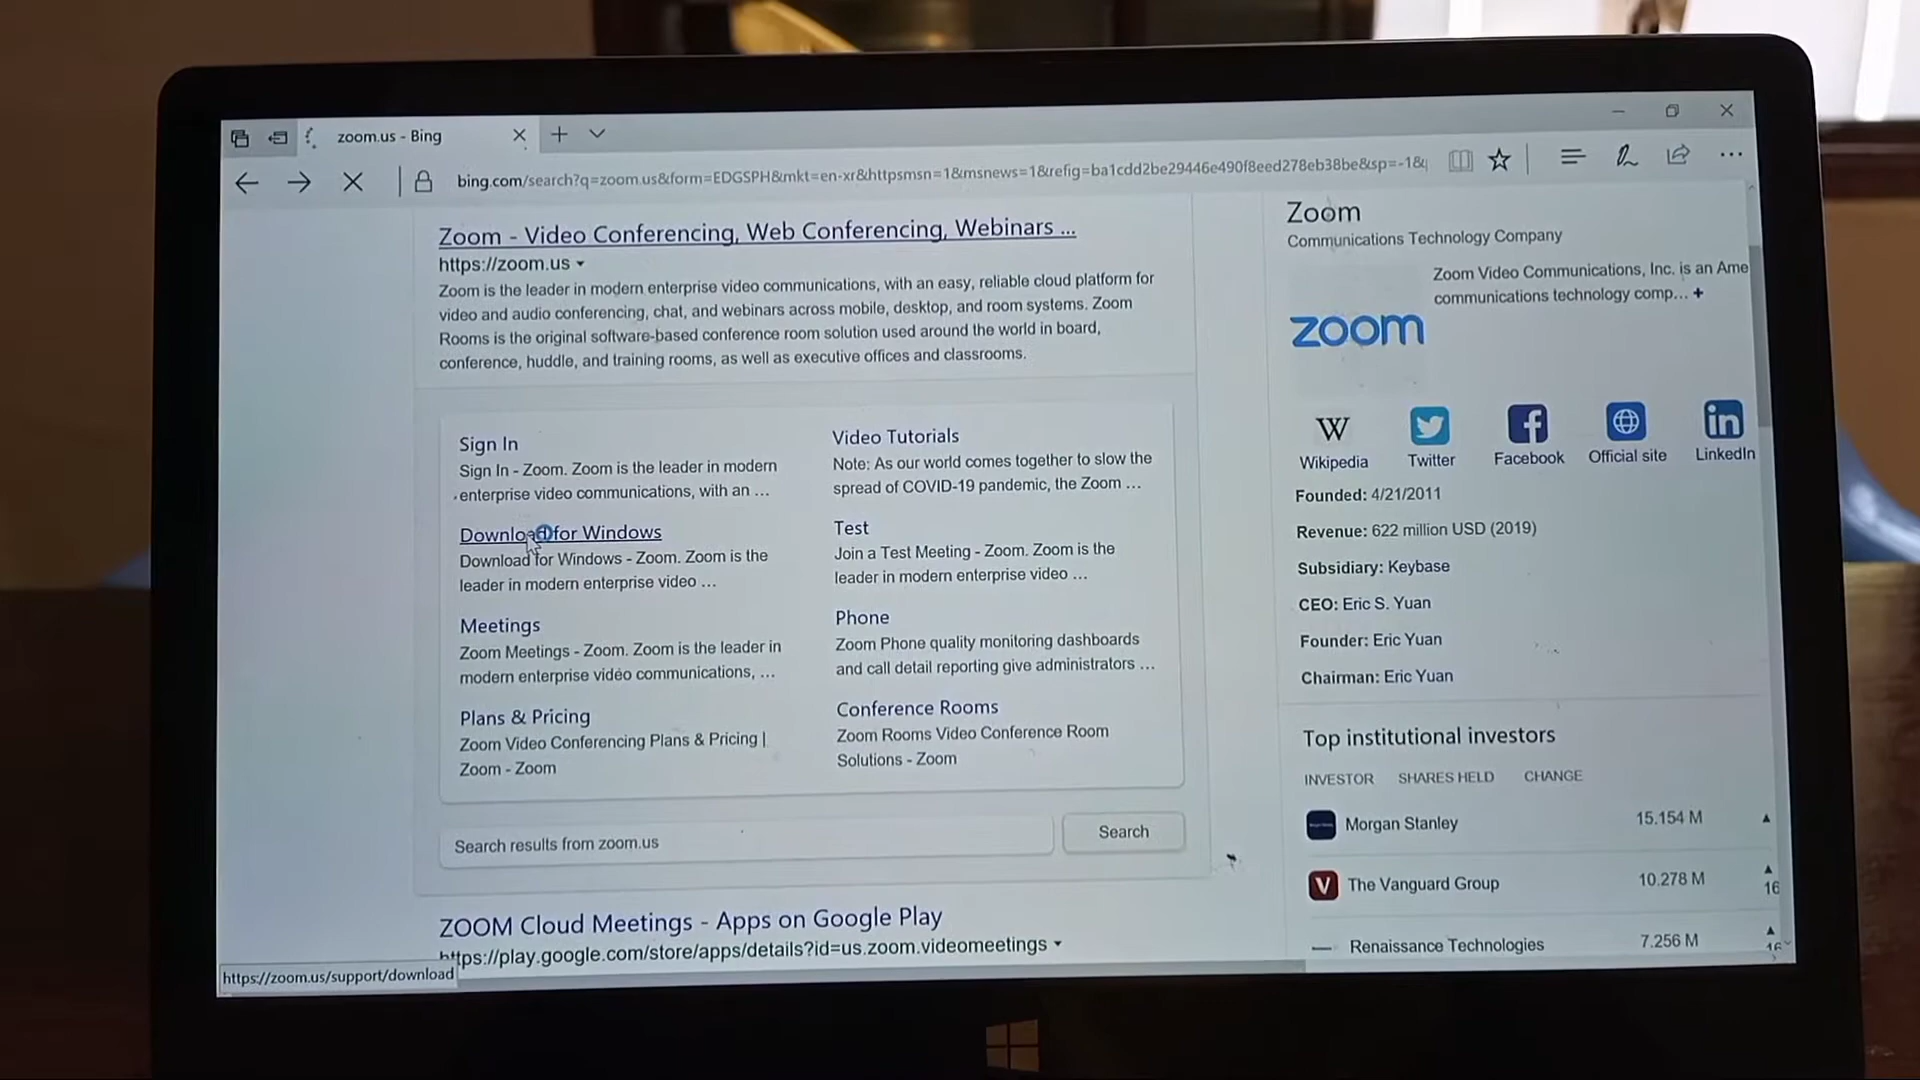 zoom.us - Bing
bing.com/search?q=zoom.us&form=EDGSPH&mkt=en-xr&httpsmsn=1&msnews=1&refig=ba1cdd2be29446e490f8eed278eb38be&sp=-1&
Zoom - Video Conferencing, Web Conferencing, Webinars ...
https://zoom.us
Zoom is the leader in modern enterprise video communications, with an easy, reliable cloud platform for
video and audio conferencing, chat, and webinars across mobile, desktop, and room systems. Zoom
Rooms is the original software-based conference room solution used around the world in board,
conference, huddle, and training rooms, as well as executive offices and classrooms.
Sign In
Sign In - Zoom. Zoom is the leader in modern
enterprise video communications, with an ...
Download for Windows
Download for Windows - Zoom. Zoom is the
leader in modern enterprise video ...
Meetings
Zoom Meetings - Zoom. Zoom is the leader in
modern enterprise video communications, ...
Plans & Pricing
Zoom Video Conferencing Plans & Pricing |
Zoom - Zoom
Video Tutorials
Note: As our world comes together to slow the
spread of COVID-19 pandemic, the Zoom ...
Test
Join a Test Meeting - Zoom. Zoom is the
leader in modern enterprise video ...
Phone
Zoom Phone quality monitoring dashboards
and call detail reporting give administrators ...
Conference Rooms
Zoom Rooms Video Conference Room
Solutions - Zoom
Search results from zoom.us
Search
ZOOM Cloud Meetings - Apps on Google Play
https://play.google.com/store/apps/details?id=us.zoom.videomeetings
https://zoom.us/support/download
Zoom
Communications Technology Company
Zoom Video Communications, Inc. is an Ame
communications technology comp... +
zoom
W
f
in
Wikipedia
Twitter
Facebook
Official site
LinkedIn
Founded: 4/21/2011
Revenue: 622 million USD (2019)
Subsidiary: Keybase
CEO: Eric S. Yuan
Founder: Eric Yuan
Chairman: Eric Yuan
Top institutional investors
INVESTOR SHARES HELD CHANGE
Morgan Stanley 15.154 M ▲
V The Vanguard Group 10.278 M ▲ 16
Renaissance Technologies 7.256 M ▲